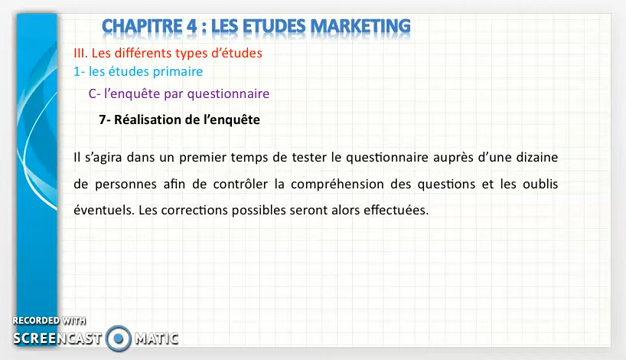 CHAPITRE 4 : LES ETUDES MARKETING
III. Les différents types d'études
1- les études primaire
C- l'enquête par questionnaire
7- Réalisation de l'enquête
Il s'agira dans un premier temps de tester le questionnaire auprès d'une dizaine
de personnes afin de contrôler la compréhension des questions et les oublis
éventuels. Les corrections possibles seront alors effectuées.
RECORDED WITH
SCREENCAST MATIC